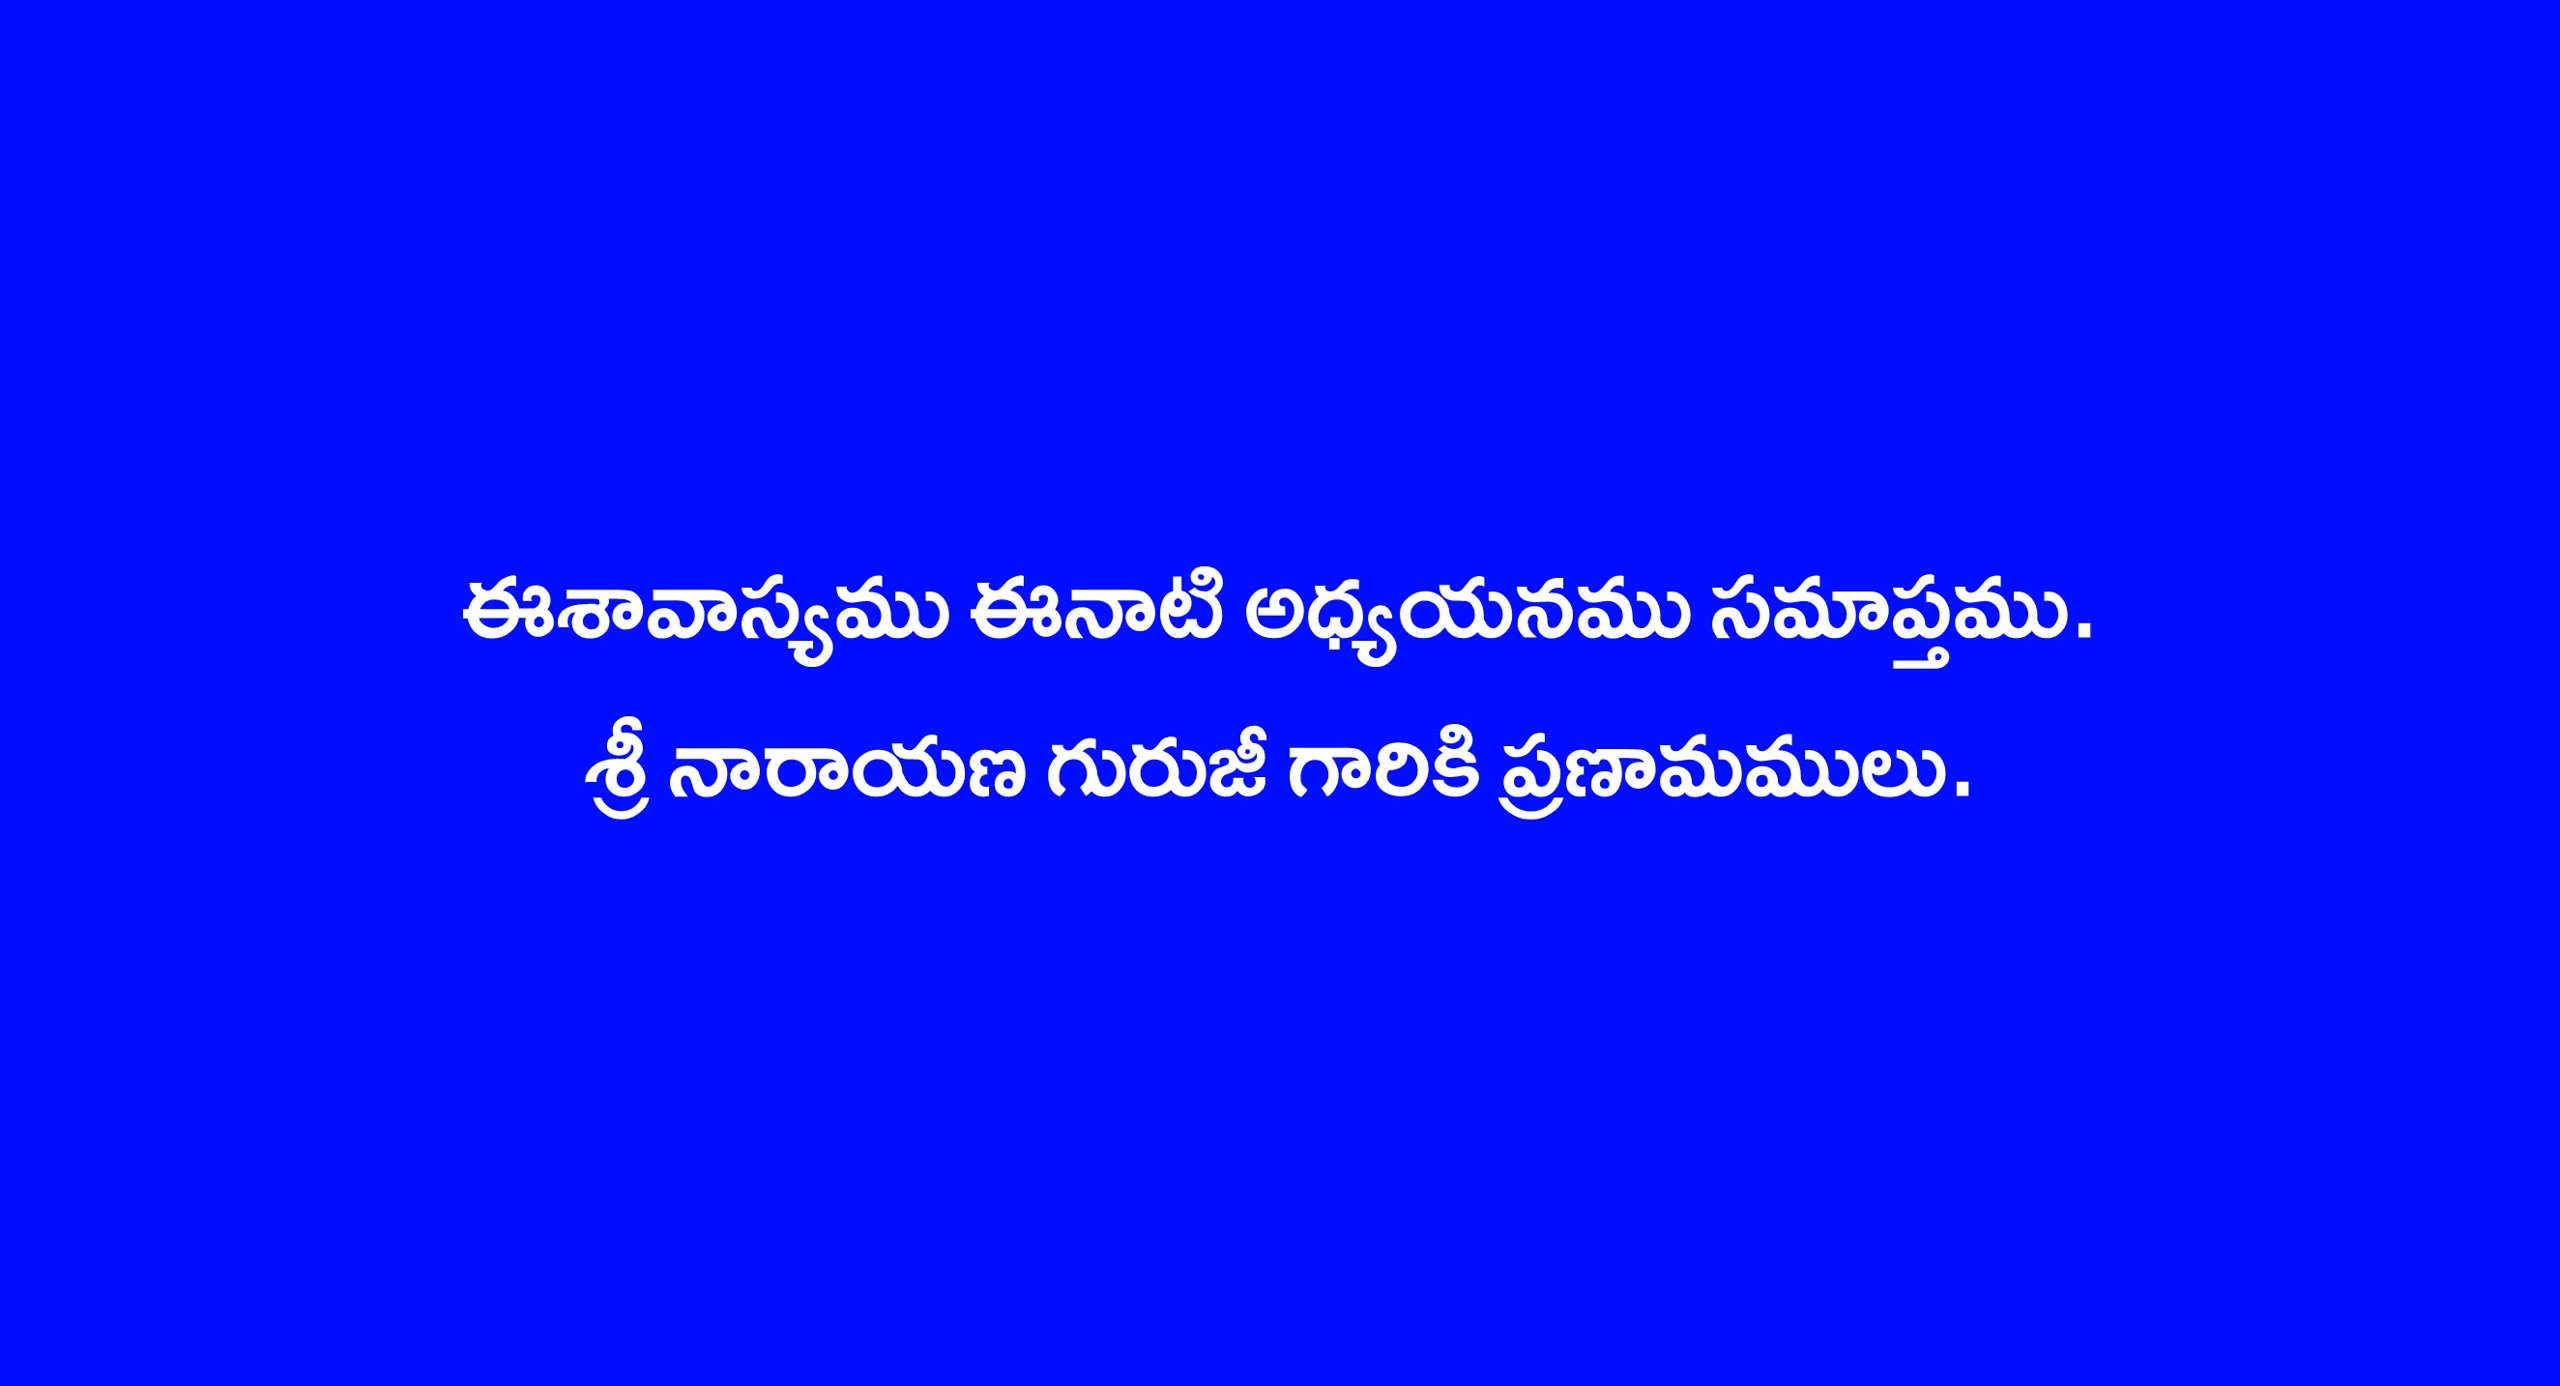 ఈశావాస్యము ఈనాటి అధ్యయనము సమాప్తము.
శ్రీ నారాయణ గురుజీ గారికి ప్రణామములు.